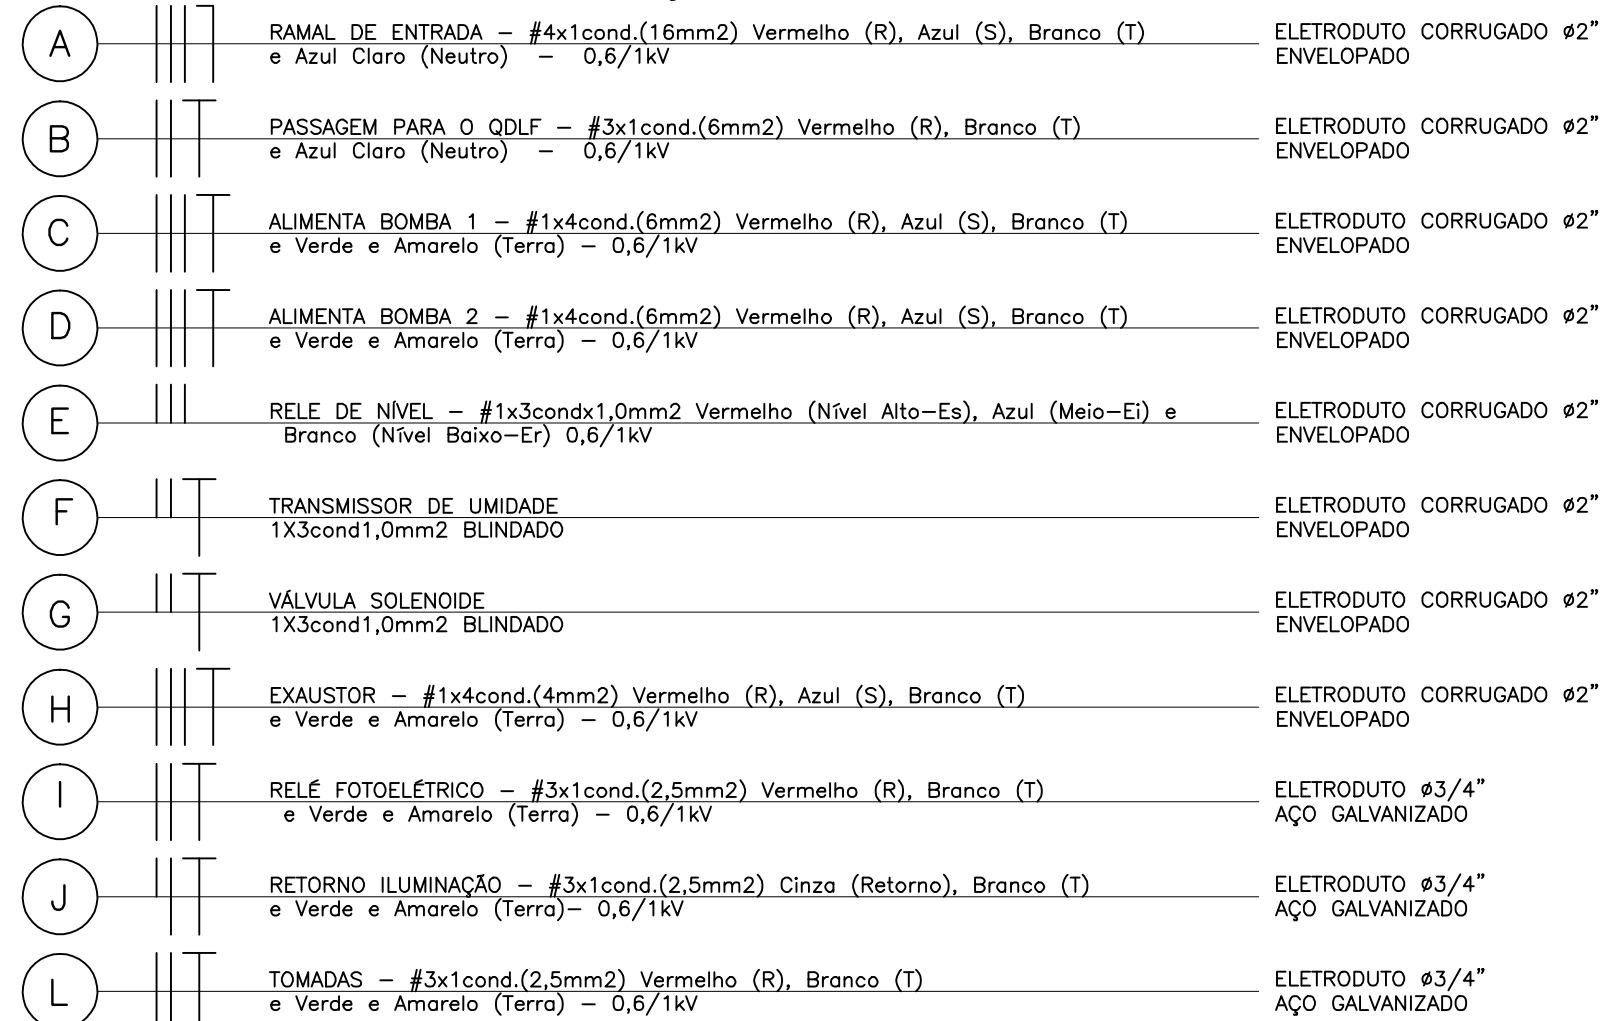 A
RAMAL DE ENTRADA – #4x1cond.(16mm2) Vermelho (R), Azul (S), Branco (T)
e Azul Claro (Neutro) – 0,6/1kV
ELETRODUTO CORRUGADO ø2”
ENVELOPADO
B
PASSAGEM PARA O QDLF – #3x1cond.(6mm2) Vermelho (R), Branco (T)
e Azul Claro (Neutro) – 0,6/1kV
ELETRODUTO CORRUGADO ø2”
ENVELOPADO
C
ALIMENTA BOMBA 1 – #1x4cond.(6mm2) Vermelho (R), Azul (S), Branco (T)
e Verde e Amarelo (Terra) – 0,6/1kV
ELETRODUTO CORRUGADO ø2”
ENVELOPADO
D
ALIMENTA BOMBA 2 – #1x4cond.(6mm2) Vermelho (R), Azul (S), Branco (T)
e Verde e Amarelo (Terra) – 0,6/1kV
ELETRODUTO CORRUGADO ø2”
ENVELOPADO
E
RELE DE NÍVEL – #1x3condx1,0mm2 Vermelho (Nível Alto–Es), Azul (Meio–Ei) e
Branco (Nível Baixo–Er) 0,6/1kV
ELETRODUTO CORRUGADO ø2”
ENVELOPADO
F
TRANSMISSOR DE UMIDADE
1X3cond1,0mm2 BLINDADO
ELETRODUTO CORRUGADO ø2”
ENVELOPADO
G
VÁLVULA SOLENOIDE
1X3cond1,0mm2 BLINDADO
ELETRODUTO CORRUGADO ø2”
ENVELOPADO
H
EXAUSTOR – #1x4cond.(4mm2) Vermelho (R), Azul (S), Branco (T)
e Verde e Amarelo (Terra) – 0,6/1kV
ELETRODUTO CORRUGADO ø2”
ENVELOPADO
I
RELÉ FOTOELÉTRICO – #3x1cond.(2,5mm2) Vermelho (R), Branco (T)
e Verde e Amarelo (Terra) – 0,6/1kV
ELETRODUTO ø3/4”
AÇO GALVANIZADO
J
RETORNO ILUMINAÇÃO – #3x1cond.(2,5mm2) Cinza (Retorno), Branco (T)
e Verde e Amarelo (Terra)– 0,6/1kV
ELETRODUTO ø3/4”
AÇO GALVANIZADO
L
TOMADAS – #3x1cond.(2,5mm2) Vermelho (R), Branco (T)
e Verde e Amarelo (Terra) – 0,6/1kV
ELETRODUTO ø3/4”
AÇO GALVANIZADO